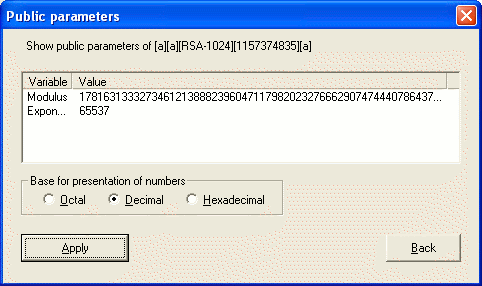 Public parameters
Show public parameters of [a][a][RSA-1024][1157374835][a]
Variable Value
Modulus 17816313332734612138882396047117982023276662907474440786437...
Expon... 65537
Base for presentation of numbers
Octal Decimal Hexadecimal
Apply Back